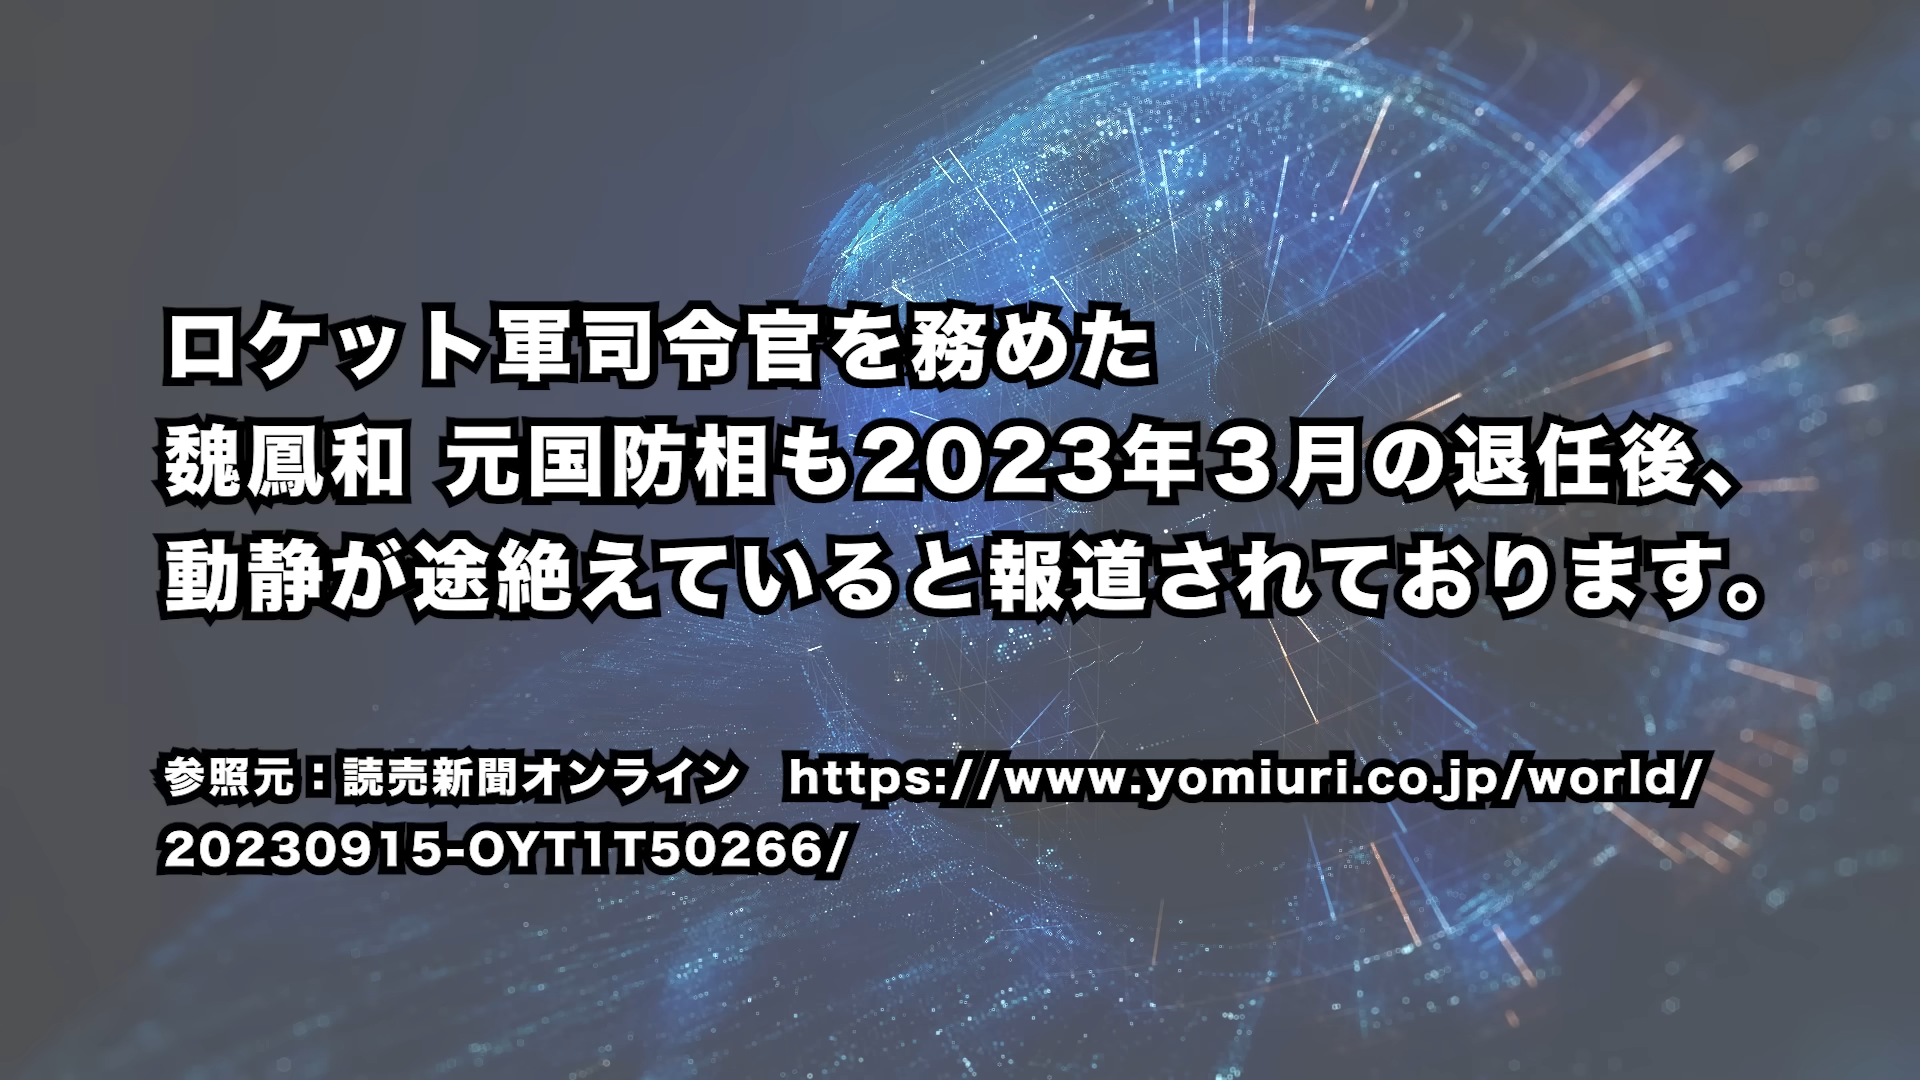 ロケット軍司令官を務めた
魏鳳和 元国防相も2023年３月の退任後、
動静が途絶えていると報道されております。
参照元：読売新聞オンライン　https://www.yomiuri.co.jp/world/
20230915-OYT1T50266/